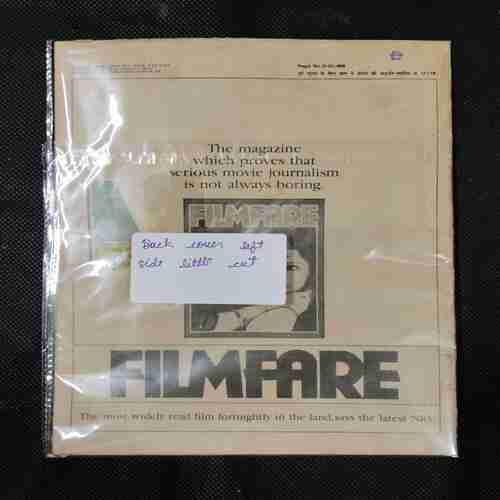 The magazine
which proves that
serious movie journalism
is not always boring.
FILMFARE
Back cover left
side little cut
FILMFARE
The most widely read film fortnightly in the land, says the latest NRS.